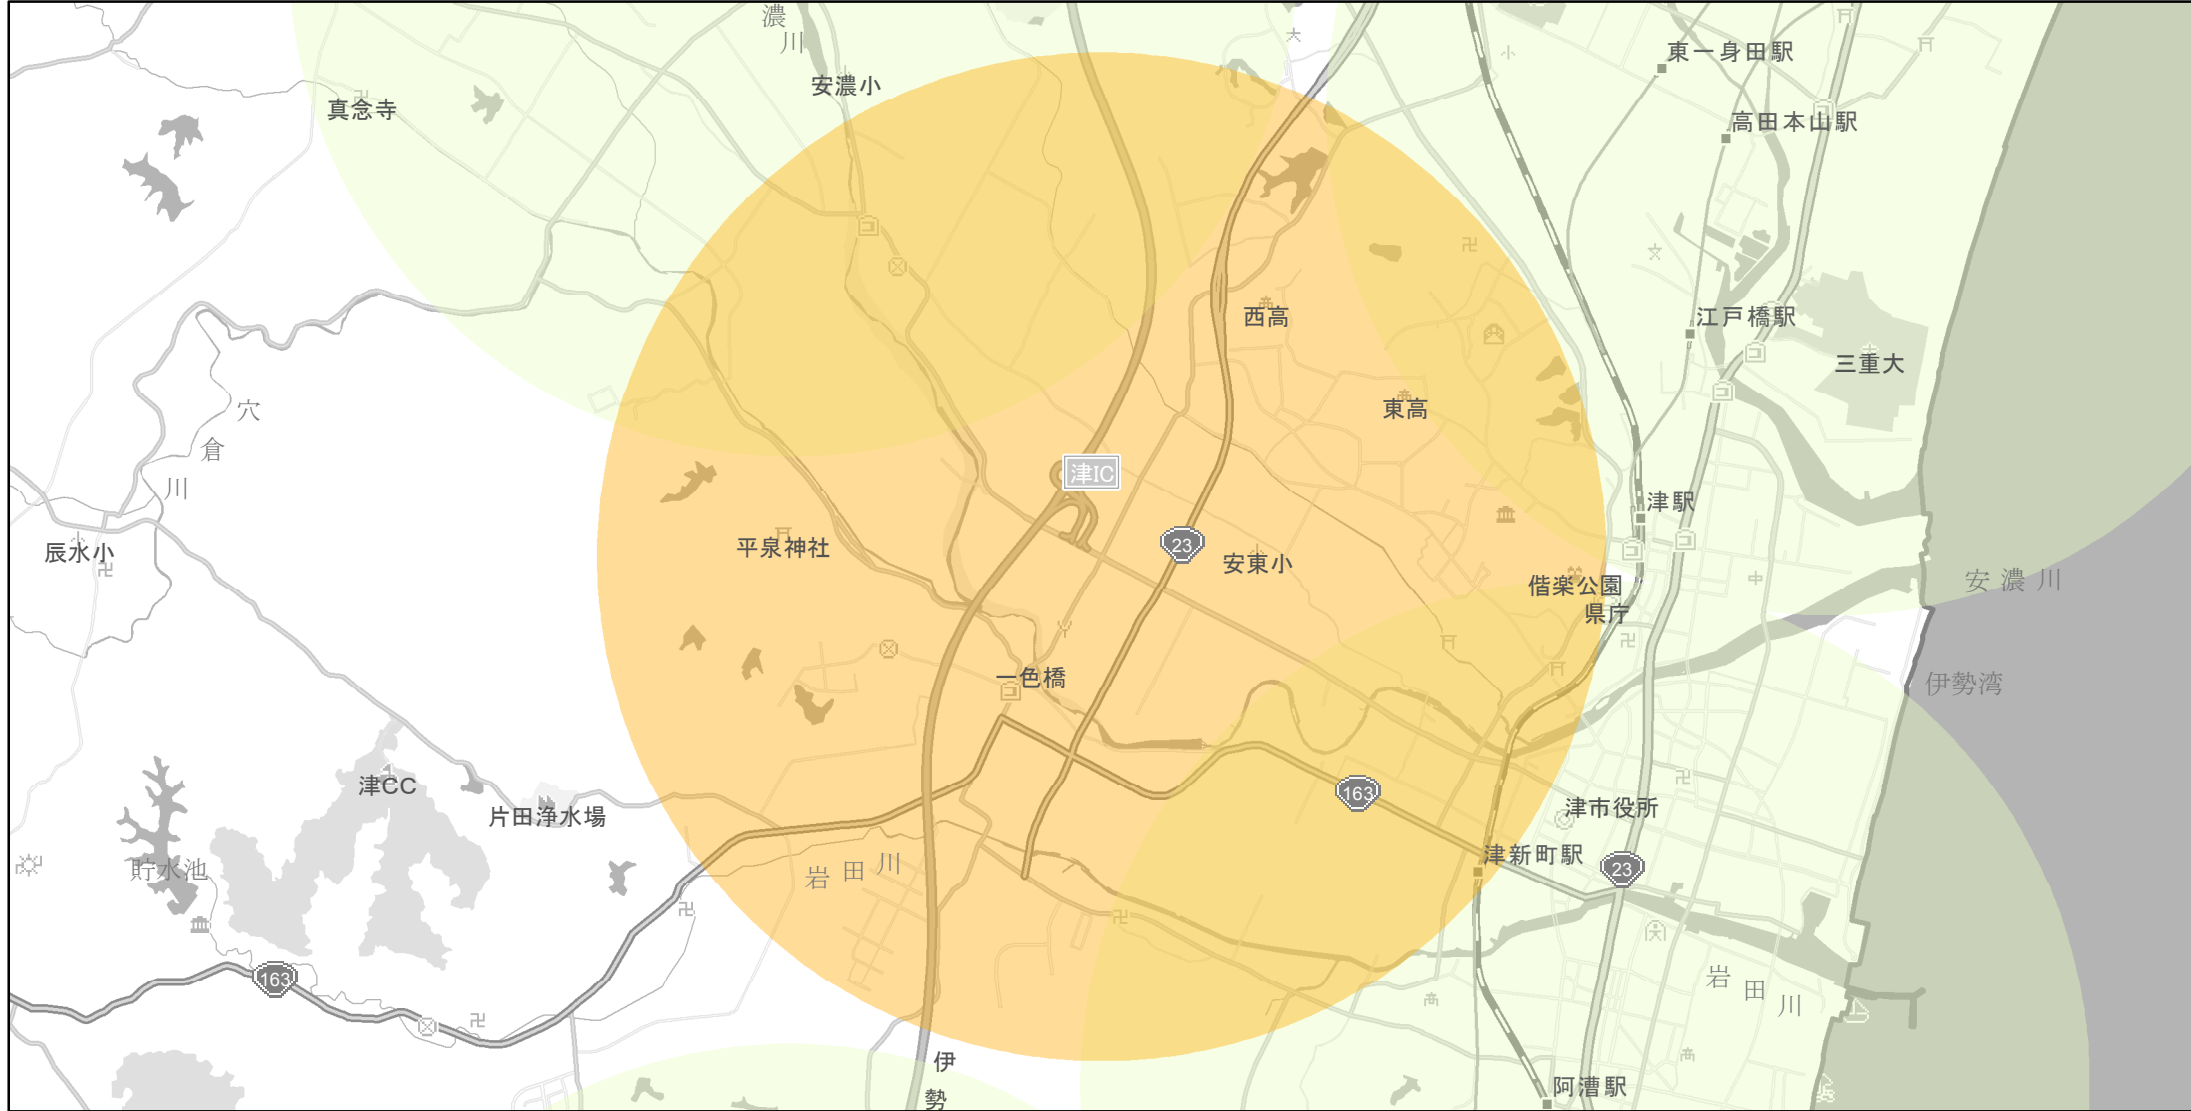 濃川
安濃小
真念寺
東一身田駅
高田本山駅
西高
江戸橋駅
三重大
東高
穴倉川
津IC
津駅
辰水小
平泉神社
23
安東小
偕楽公園
県庁
安濃川
一色橋
伊勢湾
津CC
片田浄水場
163
津市役所
貯水池
岩田川
津新町駅
23
163
岩田川
伊勢
阿漕駅